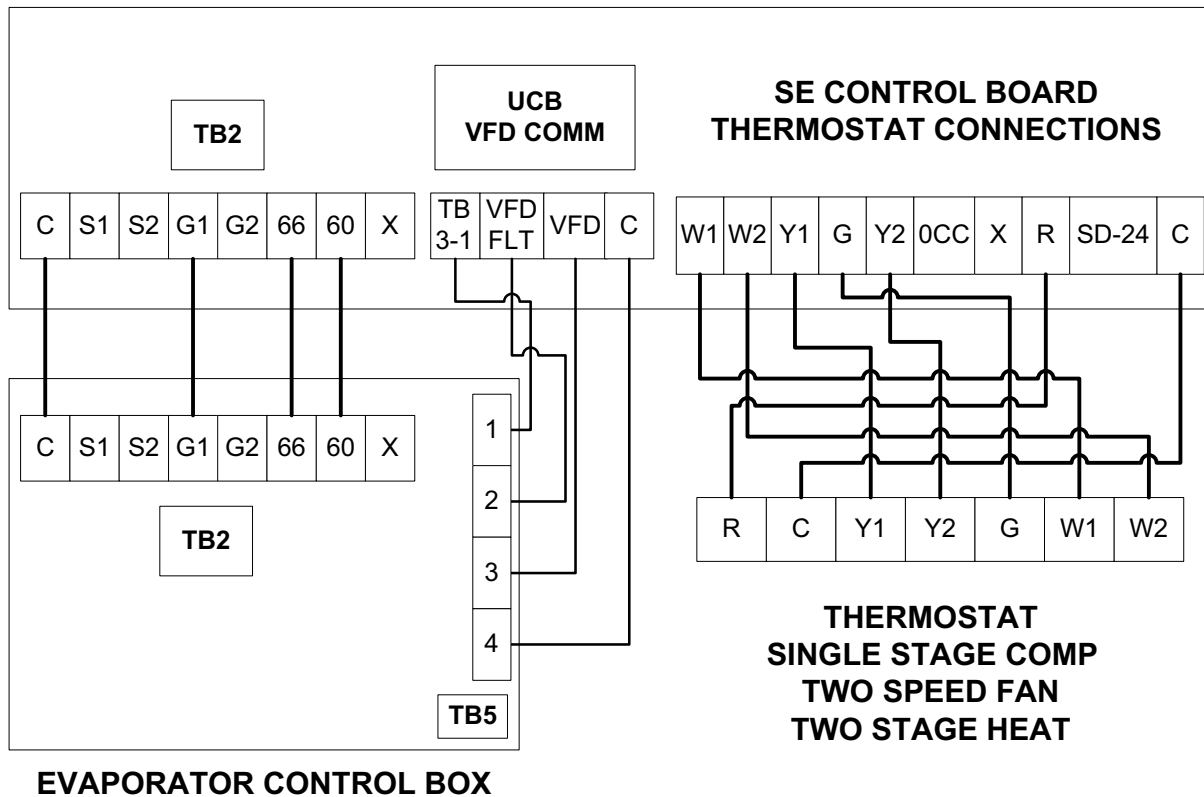 UCB
VFD COMM
SE CONTROL BOARD
THERMOSTAT CONNECTIONS
TB2
C S1 S2 G1 G2 66 60 X
TB
3-1
VFD
FLT
VFD
C
W1 W2 Y1 G Y2 0CC X R SD-24 C
C S1 S2 G1 G2 66 60 X
TB2
1
2
3
4
TB5
R C Y1 Y2 G W1 W2
THERMOSTAT
SINGLE STAGE COMP
TWO SPEED FAN
TWO STAGE HEAT
EVAPORATOR CONTROL BOX